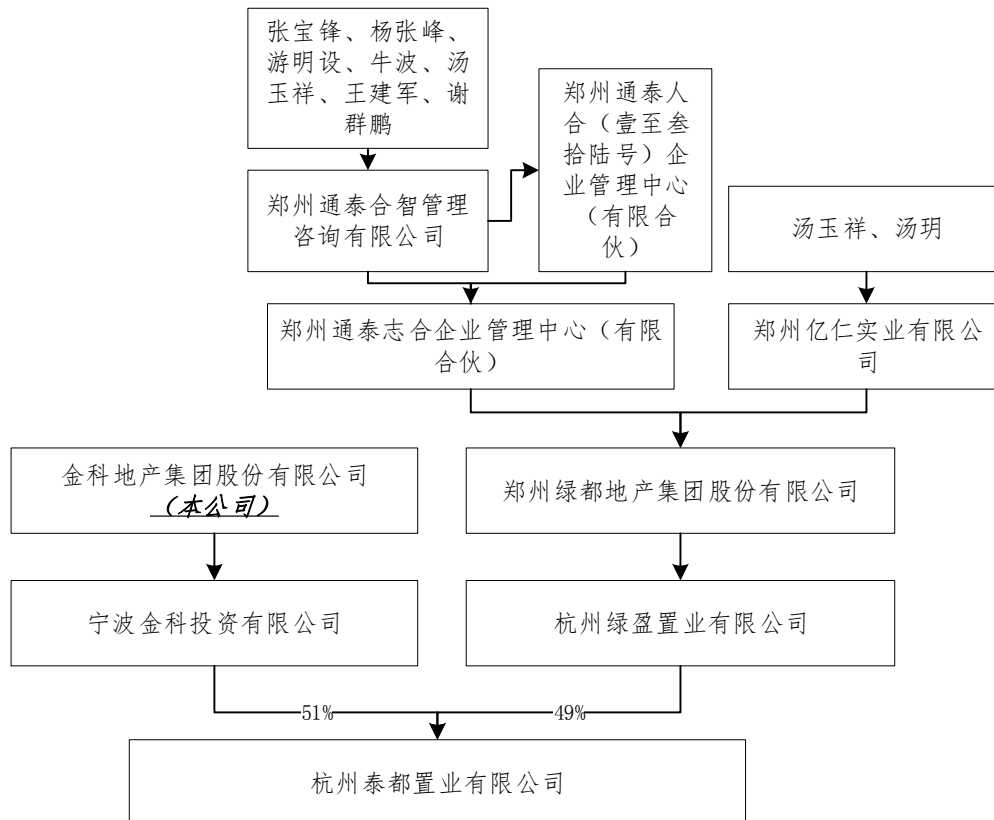 张宝锋、杨张峰、
游明设、牛波、汤
玉祥、王建军、谢
群鹏
郑州通泰人
合（壹至叁
拾陆号）企
业管理中心
（有限合
伙）
郑州通泰合智管理
咨询有限公司
汤玉祥、汤玥
郑州通泰志合企业管理中心（有限
合伙）
郑州亿仁实业有限公
司
金科地产集团股份有限公司
（本公司）
郑州绿都地产集团股份有限公司
宁波金科投资有限公司
杭州绿盈置业有限公司
51%
49%
杭州泰都置业有限公司